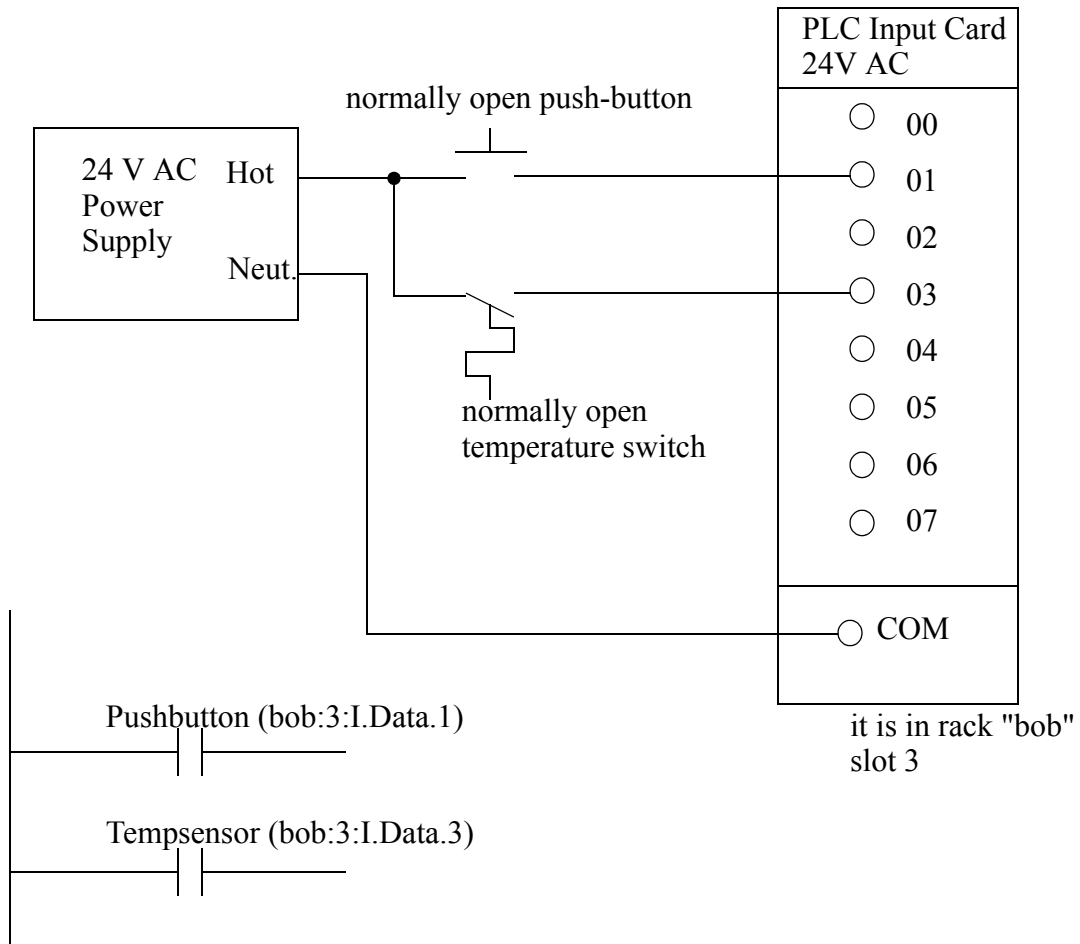 PLC Input Card
24V AC
normally open push-button
00
24 V AC
Power
Supply
Hot
01
02
Neut.
03
04
normally open
temperature switch
05
06
07
COM
Pushbutton (bob:3:I.Data.1)
it is in rack "bob"
slot 3
Tempsensor (bob:3:I.Data.3)